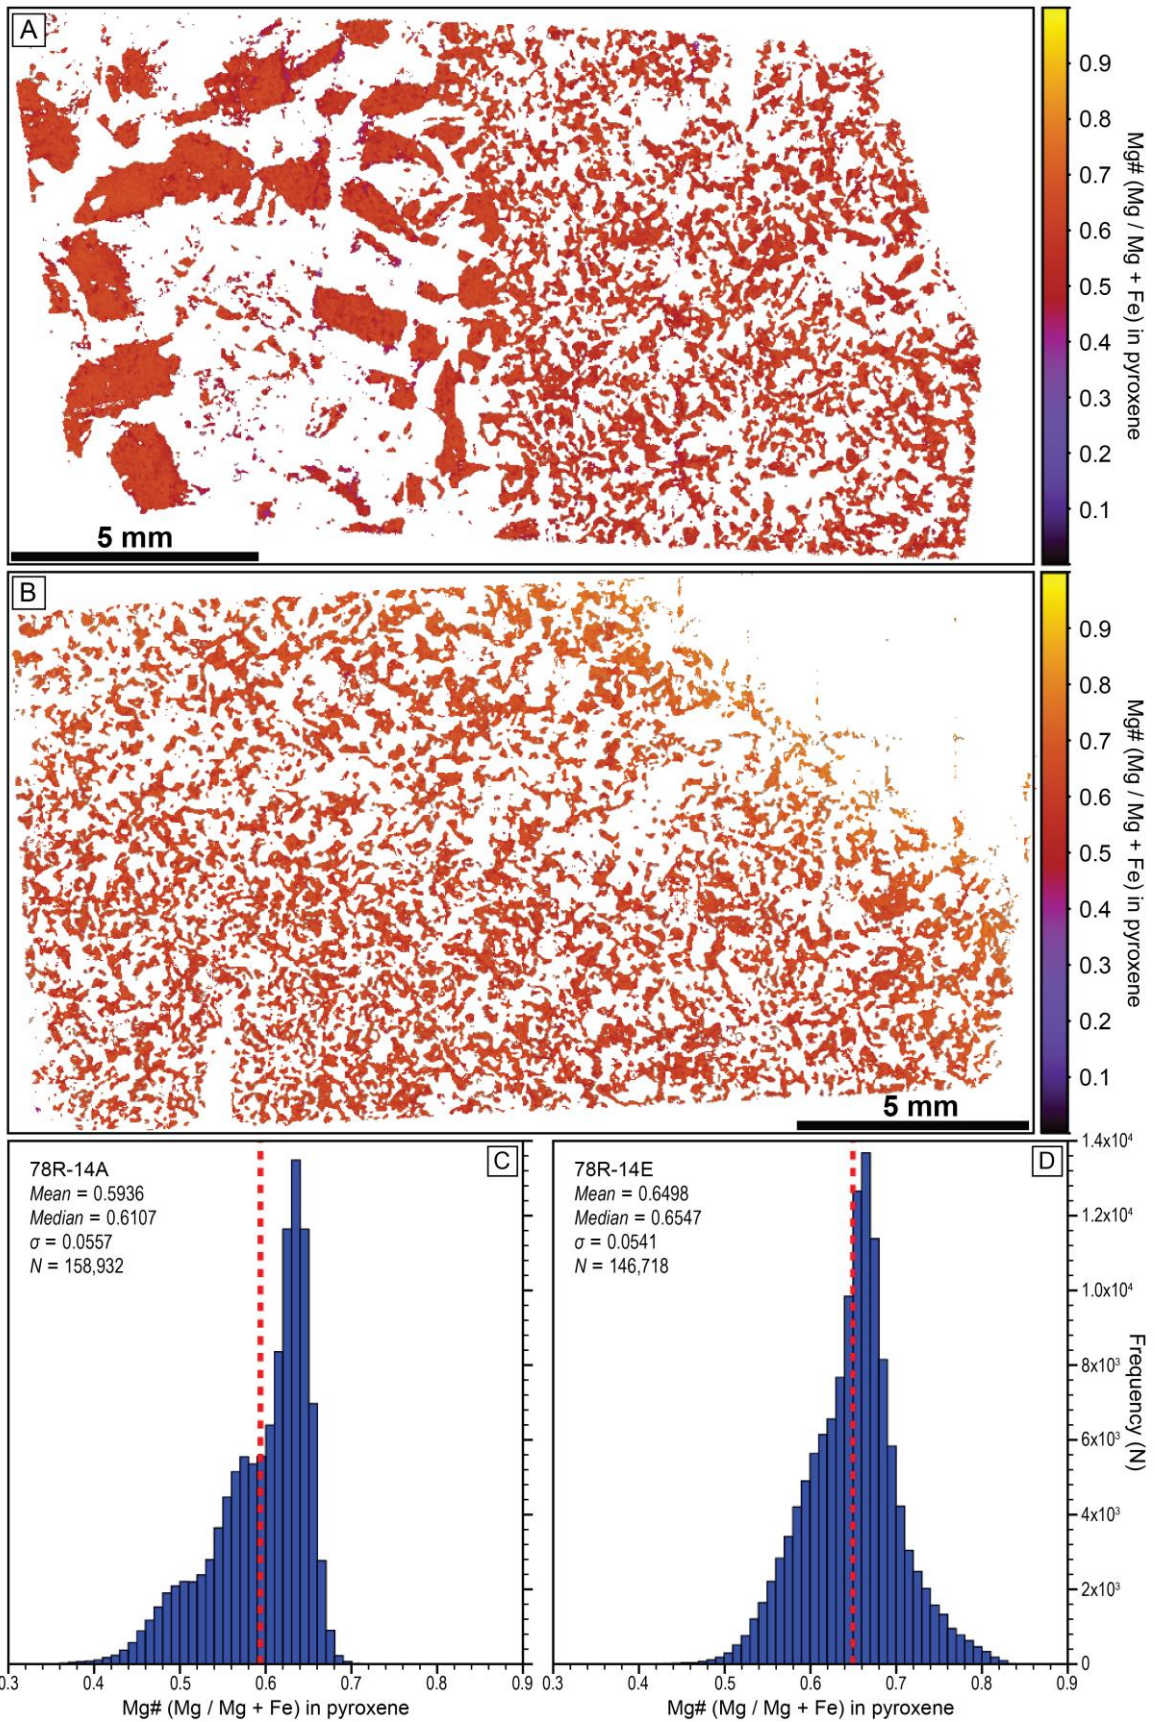 A
5 mm
0.9
0.8
0.7
0.6
0.5
0.4
0.3
0.2
0.1
Mg# (Mg / Mg + Fe) in pyroxene
B
5 mm
0.9
0.8
0.7
0.6
0.5
0.4
0.3
0.2
0.1
Mg# (Mg / Mg + Fe) in pyroxene
C
78R-14A
Mean = 0.5936
Median = 0.6107
σ = 0.0557
N = 158,932
0.3 0.4 0.5 0.6 0.7 0.8 0.9
Mg# (Mg / Mg + Fe) in pyroxene
D
78R-14E
Mean = 0.6498
Median = 0.6547
σ = 0.0541
N = 146,718
1.4x10⁴
1.2x10⁴
1.0x10⁴
8x10³
6x10³
4x10³
2x10³
0
Frequency (N)
0.3 0.4 0.5 0.6 0.7 0.8 0.9
Mg# (Mg / Mg + Fe) in pyroxene